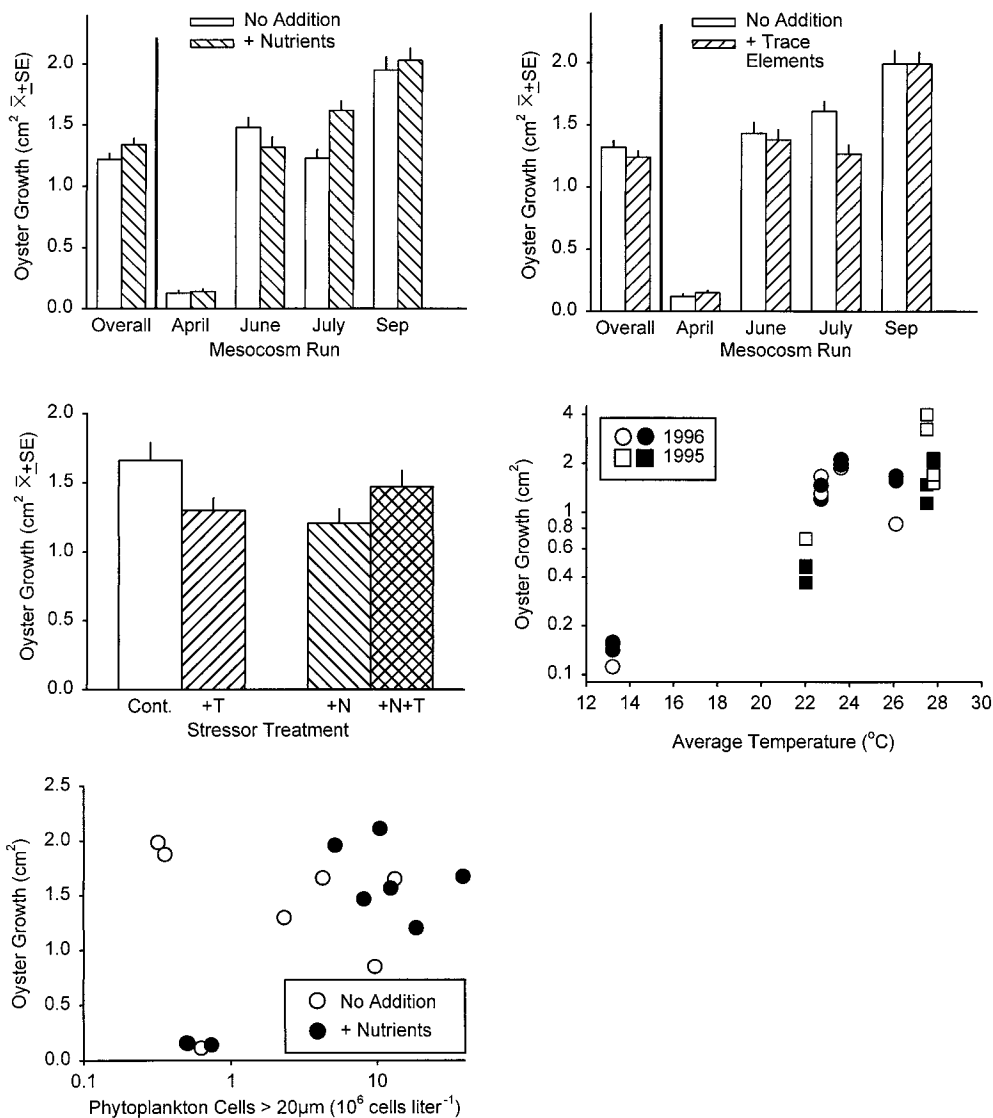 No Addition
+ Nutrients
Oyster Growth (cm² X̄±SE)
2.0
1.5
1.0
0.5
0.0
Overall April June July Sep
Mesocosm Run
No Addition
+ Trace
Elements
Oyster Growth (cm² X̄±SE)
2.0
1.5
1.0
0.5
0.0
Overall April June July Sep
Mesocosm Run
Oyster Growth (cm² X̄±SE)
2.0
1.5
1.0
0.5
0.0
Cont. +T +N +N+T
Stressor Treatment
1996
1995
Oyster Growth (cm²)
4
2
1
0.8
0.6
0.4
0.2
0.1
12 14 16 18 20 22 24 26 28 30
Average Temperature (°C)
Oyster Growth (cm²)
2.5
2.0
1.5
1.0
0.5
0.0
No Addition
+ Nutrients
0.1 1 10
Phytoplankton Cells > 20µm (10⁶ cells liter⁻¹)